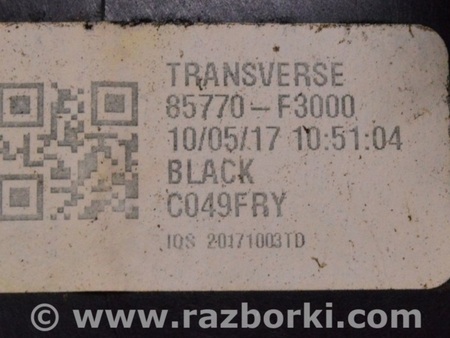 TRANSVERSE
85770-F3000
10/05/17 10:51:04
BLACK
C049FRY
IQS 20171003TD
© www.razborki.com